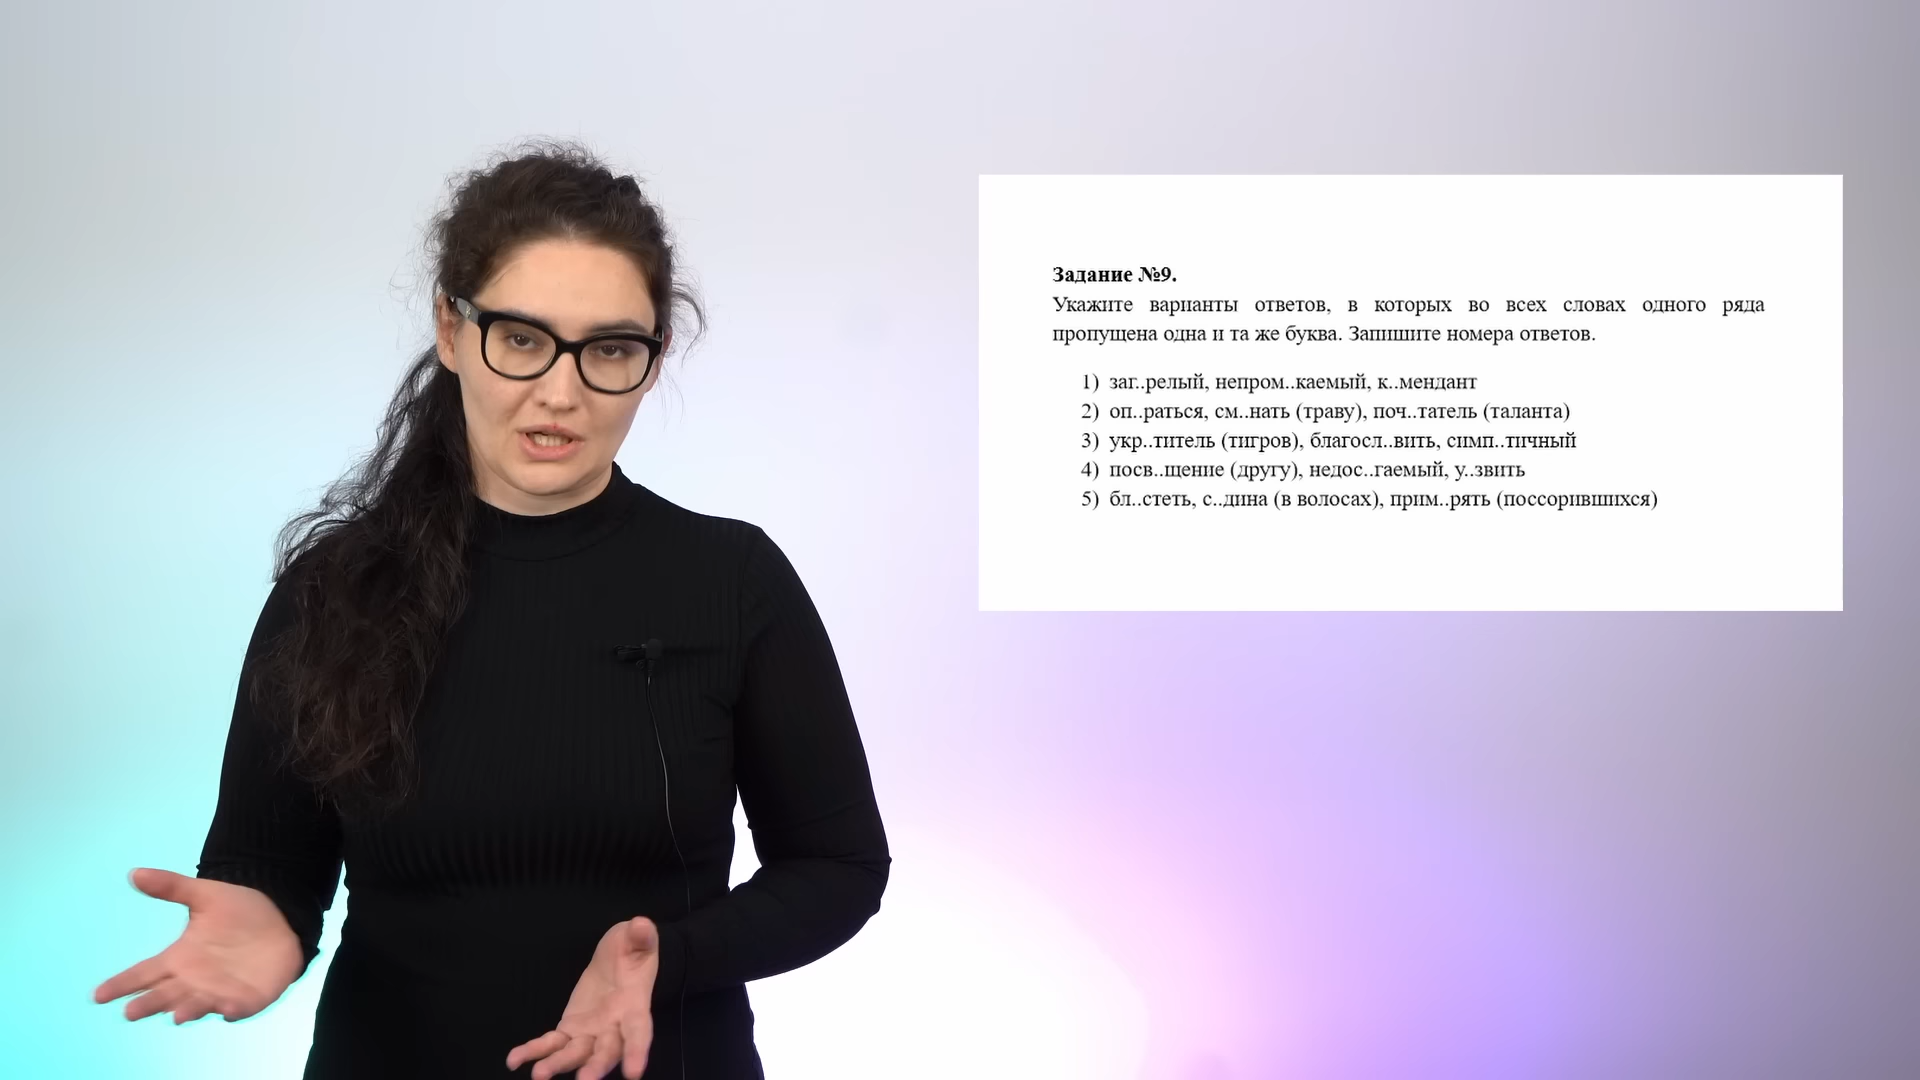 Задание №9.
Укажите варианты ответов, в которых во всех словах одного ряда
пропущена одна и та же буква. Запишите номера ответов.
1) заг..релый, непром..каемый, к..мендант
2) оп..раться, см..нать (траву), поч..татель (таланта)
3) укр..титель (тигров), благосл..вить, симп..тичный
4) посв..щение (другу), недос..гаемый, у..звить
5) бл..стеть, с..дина (в волосах), прим..рять (поссорившихся)